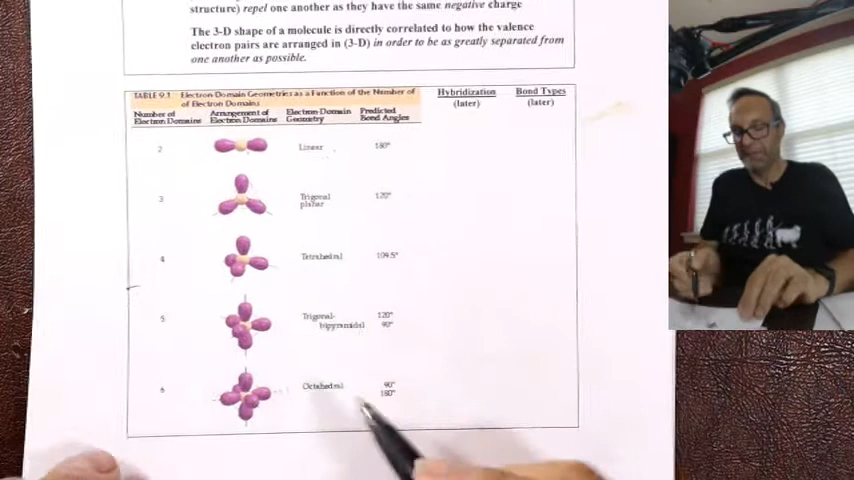 structure) repel one another as they have the same negative charge
The 3-D shape of a molecule is directly correlated to how the valence
electron pairs are arranged in (3-D) in order to be as greatly separated from
one another as possible.
TABLE 9.1 Electron Domain Geometries as a Function of the Number of
of Electron Domains
Hybridization
(later)
Bond Types
(later)
Number of
Electron Domains
Arrangement of
Electron Domains
Electron-Domain
Geometry
Predicted
Bond Angles
2 Linear 180°
3 Trigonal
planar 120°
4 Tetrahedral 109.5°
5 Trigonal-
bipyramidal 120°
90°
6 Octahedral 90°
180°